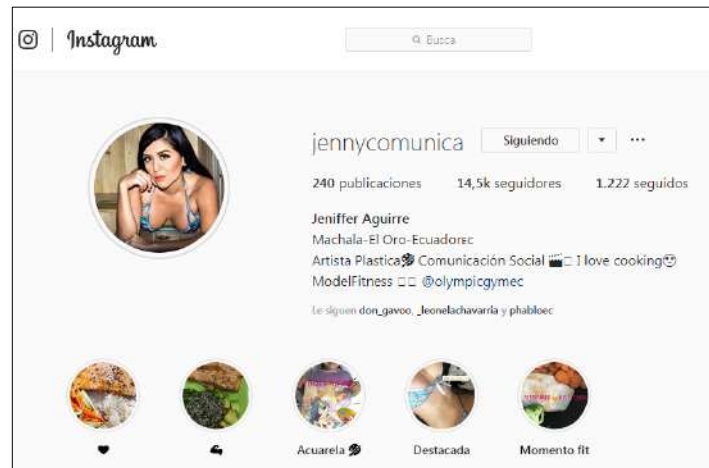 Instagram
Busca
jennycomunica Siguiendo
240 publicaciones 14,5k seguidores 1.222 seguidos
Jeniffer Aguirre
Machala-El Oro-Ecuadorᴇᴄ
Artista Plastica Comunicación Social I love cooking
ModelFitness @olympicgymec
Le siguen don_gavoo, _leonelachavarria y phabloec
Acuarela Destacada Momento fit